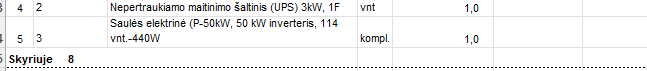 3 4 2 Nepertraukiamo maitinimo šaltinis (UPS) 3kW, 1F vnt 1,0
Saulės elektrinė (P-50kW, 50 kW inverteris, 114
5 3 vnt.-440W kompl. 1,0
Skyriuje 8